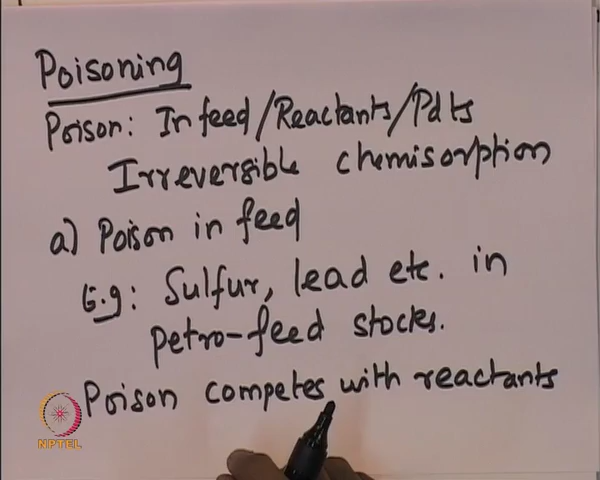 Poisoning
Poison: In feed/Reactants/Pdts
Irreversible chemisorption
a) Poison in feed
E.g: Sulfur, lead etc. in
petro-feed stocks.
Poison competes with reactants
NPTEL